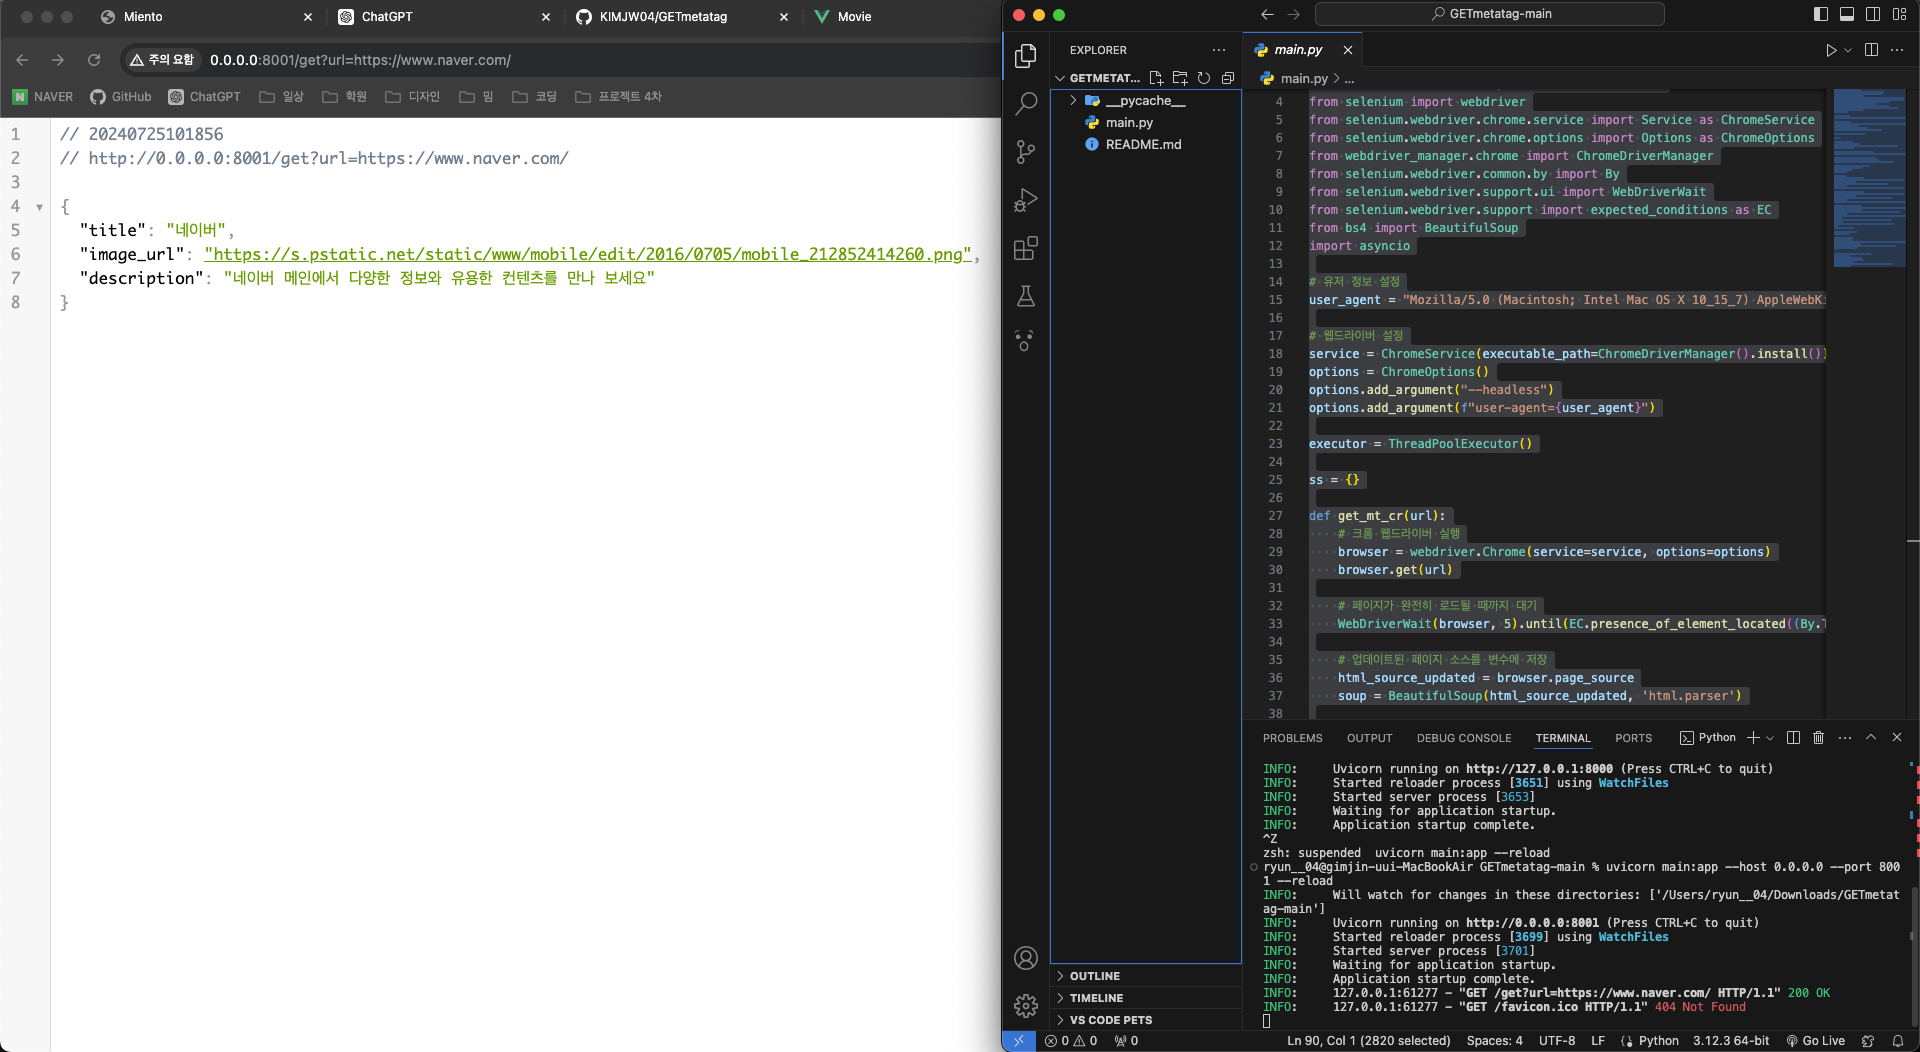 Miento
ChatGPT
KIMJW04/GETmetatag
Movie
주의 요함
0.0.0.0:8001/get?url=https://www.naver.com/
NAVER
GitHub
ChatGPT
일상
학원
디자인
밈
코딩
프로젝트 4차
1 // 20240725101856
2 // http://0.0.0.0:8001/get?url=https://www.naver.com/
3
4 {
5 "title": "네이버",
6 "image_url": "https://s.pstatic.net/static/www/mobile/edit/2016/0705/mobile_212852414260.png",
7 "description": "네이버 메인에서 다양한 정보와 유용한 컨텐츠를 만나 보세요"
8 }
GETmetatag-main
EXPLORER
GETMETAT...
__pycache__
main.py
README.md
OUTLINE
TIMELINE
VS CODE PETS
main.py
main.py > ...
4 from selenium import webdriver
5 from selenium.webdriver.chrome.service import Service as ChromeService
6 from selenium.webdriver.chrome.options import Options as ChromeOptions
7 from webdriver_manager.chrome import ChromeDriverManager
8 from selenium.webdriver.common.by import By
9 from selenium.webdriver.support.ui import WebDriverWait
10 from selenium.webdriver.support import expected_conditions as EC
11 from bs4 import BeautifulSoup
12 import asyncio
13
14 # 유저 정보 설정
15 user_agent = "Mozilla/5.0 (Macintosh; Intel Mac OS X 10_15_7) AppleWebKi
16
17 # 웹드라이버 설정
18 service = ChromeService(executable_path=ChromeDriverManager().install())
19 options = ChromeOptions()
20 options.add_argument("--headless")
21 options.add_argument(f"user-agent={user_agent}")
22
23 executor = ThreadPoolExecutor()
24
25 ss = {}
26
27 def get_mt_cr(url):
28 # 크롬 웹드라이버 실행
29 browser = webdriver.Chrome(service=service, options=options)
30 browser.get(url)
31
32 # 페이지가 완전히 로드될 때까지 대기
33 WebDriverWait(browser, 5).until(EC.presence_of_element_located((By.T
34
35 # 업데이트된 페이지 소스를 변수에 저장
36 html_source_updated = browser.page_source
37 soup = BeautifulSoup(html_source_updated, 'html.parser')
38
PROBLEMS OUTPUT DEBUG CONSOLE TERMINAL PORTS
Python
INFO: Uvicorn running on http://127.0.0.1:8000 (Press CTRL+C to quit)
INFO: Started reloader process [3651] using WatchFiles
INFO: Started server process [3653]
INFO: Waiting for application startup.
INFO: Application startup complete.
^Z
zsh: suspended uvicorn main:app --reload
ryun__04@gimjin-uui-MacBookAir GETmetatag-main % uvicorn main:app --host 0.0.0.0 --port 800
1 --reload
INFO: Will watch for changes in these directories: ['/Users/ryun__04/Downloads/GETmetat
ag-main']
INFO: Uvicorn running on http://0.0.0.0:8001 (Press CTRL+C to quit)
INFO: Started reloader process [3699] using WatchFiles
INFO: Started server process [3701]
INFO: Waiting for application startup.
INFO: Application startup complete.
INFO: 127.0.0.1:61277 - "GET /get?url=https://www.naver.com/ HTTP/1.1" 200 OK
INFO: 127.0.0.1:61277 - "GET /favicon.ico HTTP/1.1" 404 Not Found
0 0 0
Ln 90, Col 1 (2820 selected) Spaces: 4 UTF-8 LF Python 3.12.3 64-bit Go Live